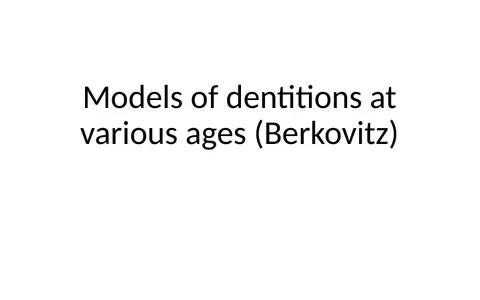 Models of dentitions at
various ages (Berkovitz)